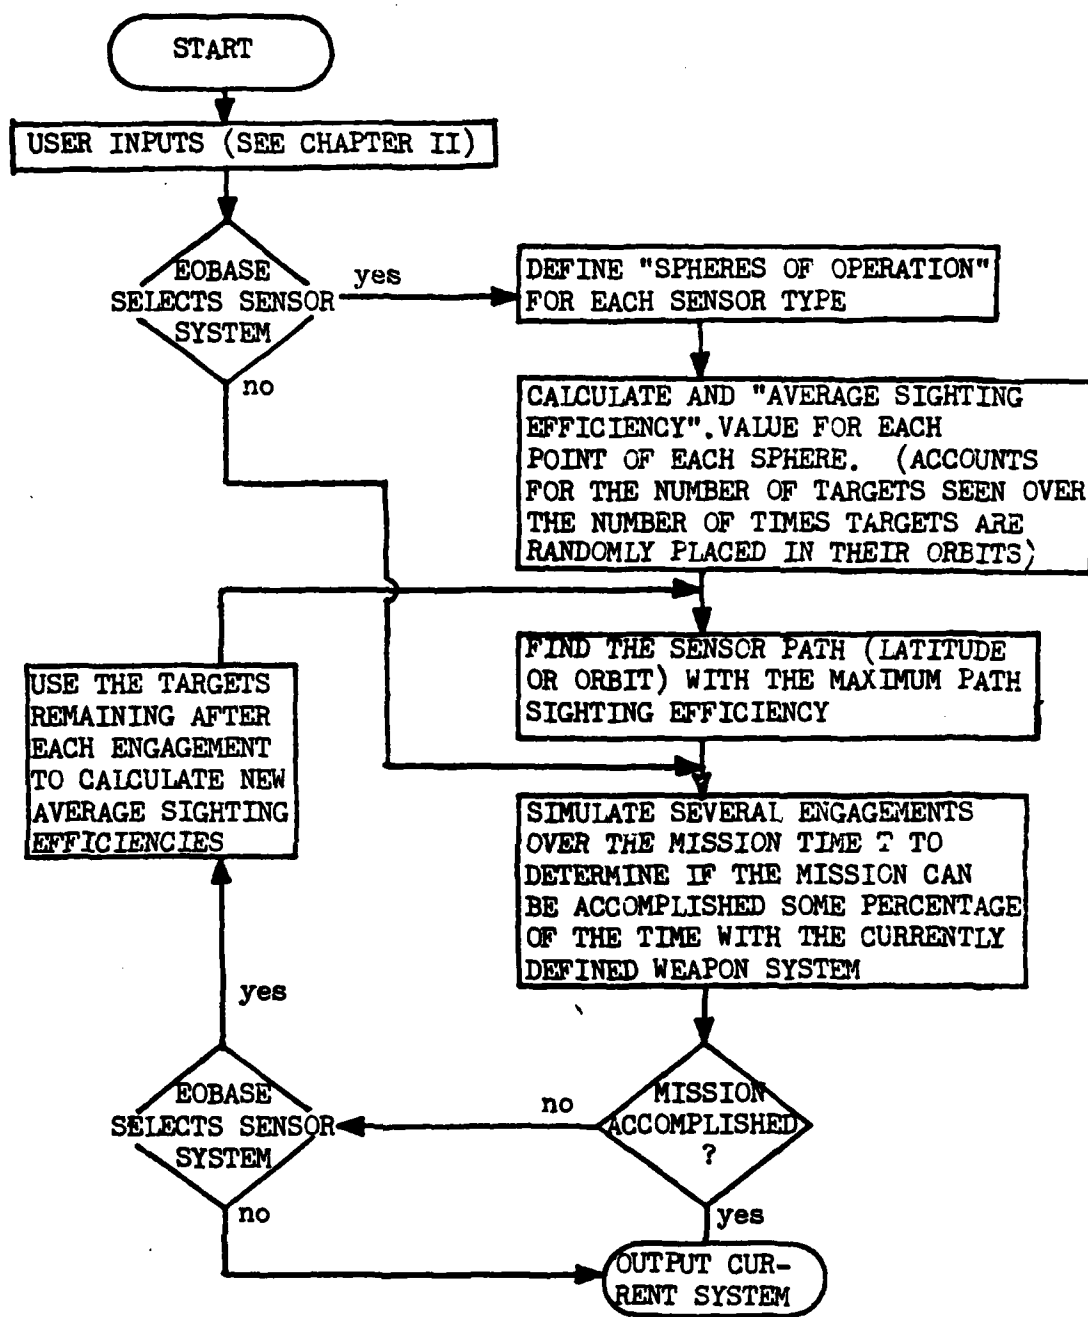 START
USER INPUTS (SEE CHAPTER II)
EOBASE
SELECTS SENSOR
SYSTEM
yes
no
DEFINE "SPHERES OF OPERATION"
FOR EACH SENSOR TYPE
CALCULATE AND "AVERAGE SIGHTING
EFFICIENCY".VALUE FOR EACH
POINT OF EACH SPHERE. (ACCOUNTS
FOR THE NUMBER OF TARGETS SEEN OVER
THE NUMBER OF TIMES TARGETS ARE
RANDOMLY PLACED IN THEIR ORBITS)
FIND THE SENSOR PATH (LATITUDE
OR ORBIT) WITH THE MAXIMUM PATH
SIGHTING EFFICIENCY
USE THE TARGETS
REMAINING AFTER
EACH ENGAGEMENT
TO CALCULATE NEW
AVERAGE SIGHTING
EFFICIENCIES
SIMULATE SEVERAL ENGAGEMENTS
OVER THE MISSION TIME TO
DETERMINE IF THE MISSION CAN
BE ACCOMPLISHED SOME PERCENTAGE
OF THE TIME WITH THE CURRENTLY
DEFINED WEAPON SYSTEM
yes
EOBASE
SELECTS SENSOR
SYSTEM
no
no
MISSION
ACCOMPLISHED
?
yes
OUTPUT CUR-
RENT SYSTEM